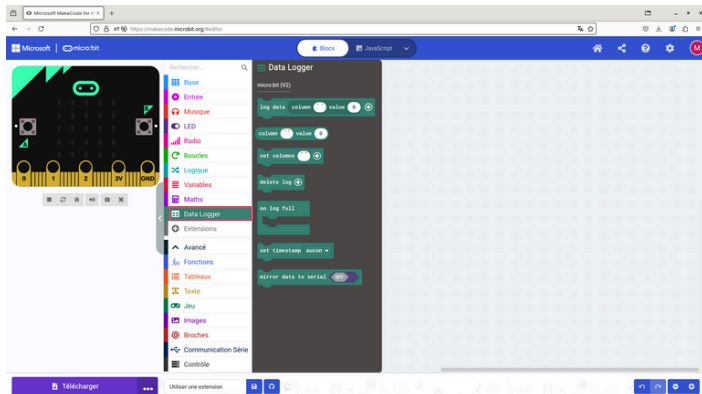 Microsoft MakeCode for m
https://makecode.microbit.org/#editor
Microsoft
micro:bit
Blocs
JavaScript
M
Rechercher...
Base
Entrée
Musique
LED
Radio
Boucles
Logique
Variables
Maths
Data Logger
Extensions
Avancé
Fonctions
Tableaux
Texte
Jeu
Images
Broches
Communication Série
Contrôle
Data Logger
micro:bit (V2)
log data column "" value 0
column "" value 0
set columns ""
delete log
on log full
set timestamp aucun
mirror data to serial OFF
A
B
0 1 2 3V GND
Télécharger
Utiliser une extension